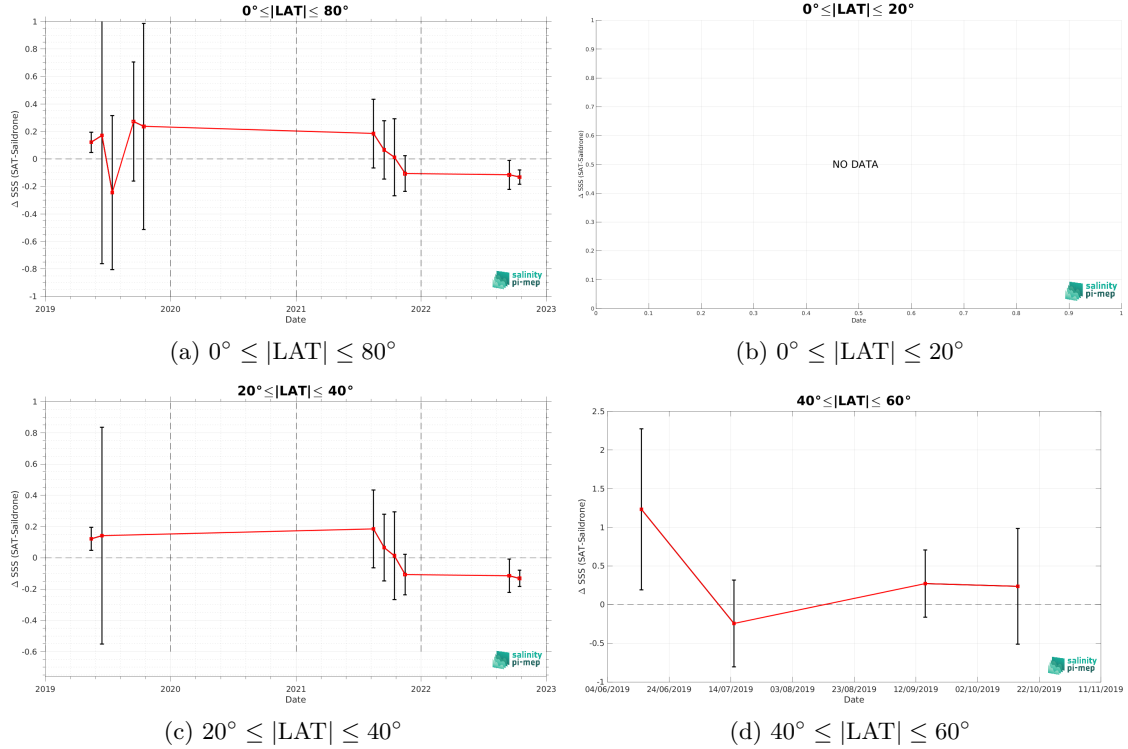 0°≤|LAT|≤ 80°
Δ SSS (SAT-Saildrone)
1
0.8
0.6
0.4
0.2
0
-0.2
-0.4
-0.6
-0.8
-1
2019
2020
2021
2022
2023
Date
salinity
pi-mep
(a) 0° ≤ |LAT| ≤ 80°
0°≤|LAT|≤ 20°
Δ SSS (SAT-Saildrone)
1
0.9
0.8
0.7
0.6
0.5
0.4
0.3
0.2
0.1
0
NO DATA
0
0.1
0.2
0.3
0.4
0.5
0.6
0.7
0.8
0.9
1
Date
salinity
pi-mep
(b) 0° ≤ |LAT| ≤ 20°
20°≤|LAT|≤ 40°
Δ SSS (SAT-Saildrone)
1
0.8
0.6
0.4
0.2
0
-0.2
-0.4
-0.6
2019
2020
2021
2022
2023
Date
salinity
pi-mep
(c) 20° ≤ |LAT| ≤ 40°
40°≤|LAT|≤ 60°
Δ SSS (SAT-Saildrone)
2.5
2
1.5
1
0.5
0
-0.5
-1
04/06/2019
24/06/2019
14/07/2019
03/08/2019
23/08/2019
12/09/2019
02/10/2019
22/10/2019
11/11/2019
Date
salinity
pi-mep
(d) 40° ≤ |LAT| ≤ 60°